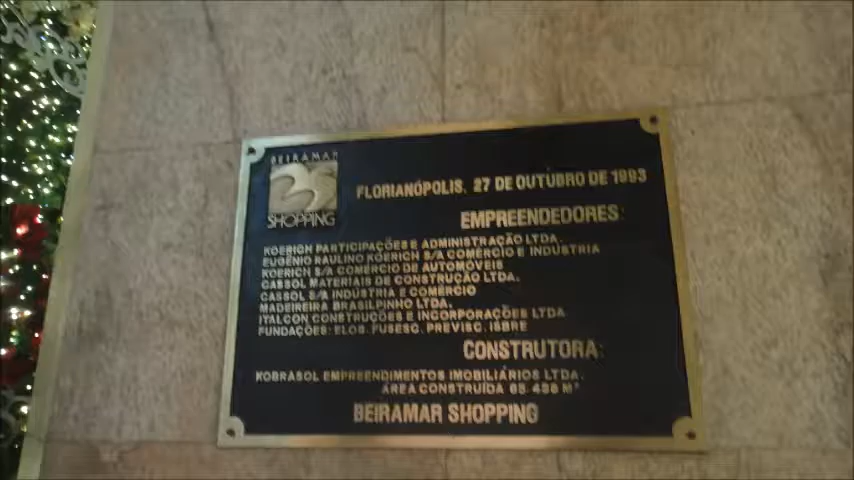 BEIRAMAR
SHOPPING
FLORIANÓPOLIS, 27 DE OUTUBRO DE 1993
EMPREENDEDORES:
KOERICH PARTICIPAÇÕES E ADMINISTRAÇÃO LTDA.
EUGÊNIO RAULINO KOERICH S/A COMÉRCIO E INDÚSTRIA
KOERICH S/A COMÉRCIO DE AUTOMÓVEIS
CASSOL MATERIAIS DE CONSTRUÇÃO LTDA.
CASSOL S/A INDÚSTRIA E COMÉRCIO
MADEIREIRA BRASILPINHO LTDA.
ITALCON CONSTRUÇÕES E INCORPORAÇÕES LTDA
FUNDAÇÕES: ELOS. FUSESC. PREVISC. ISBRE
CONSTRUTORA:
KOBRASOL EMPREENDIMENTOS IMOBILIÁRIOS LTDA.
ÁREA CONSTRUÍDA M²
BEIRAMAR SHOPPING